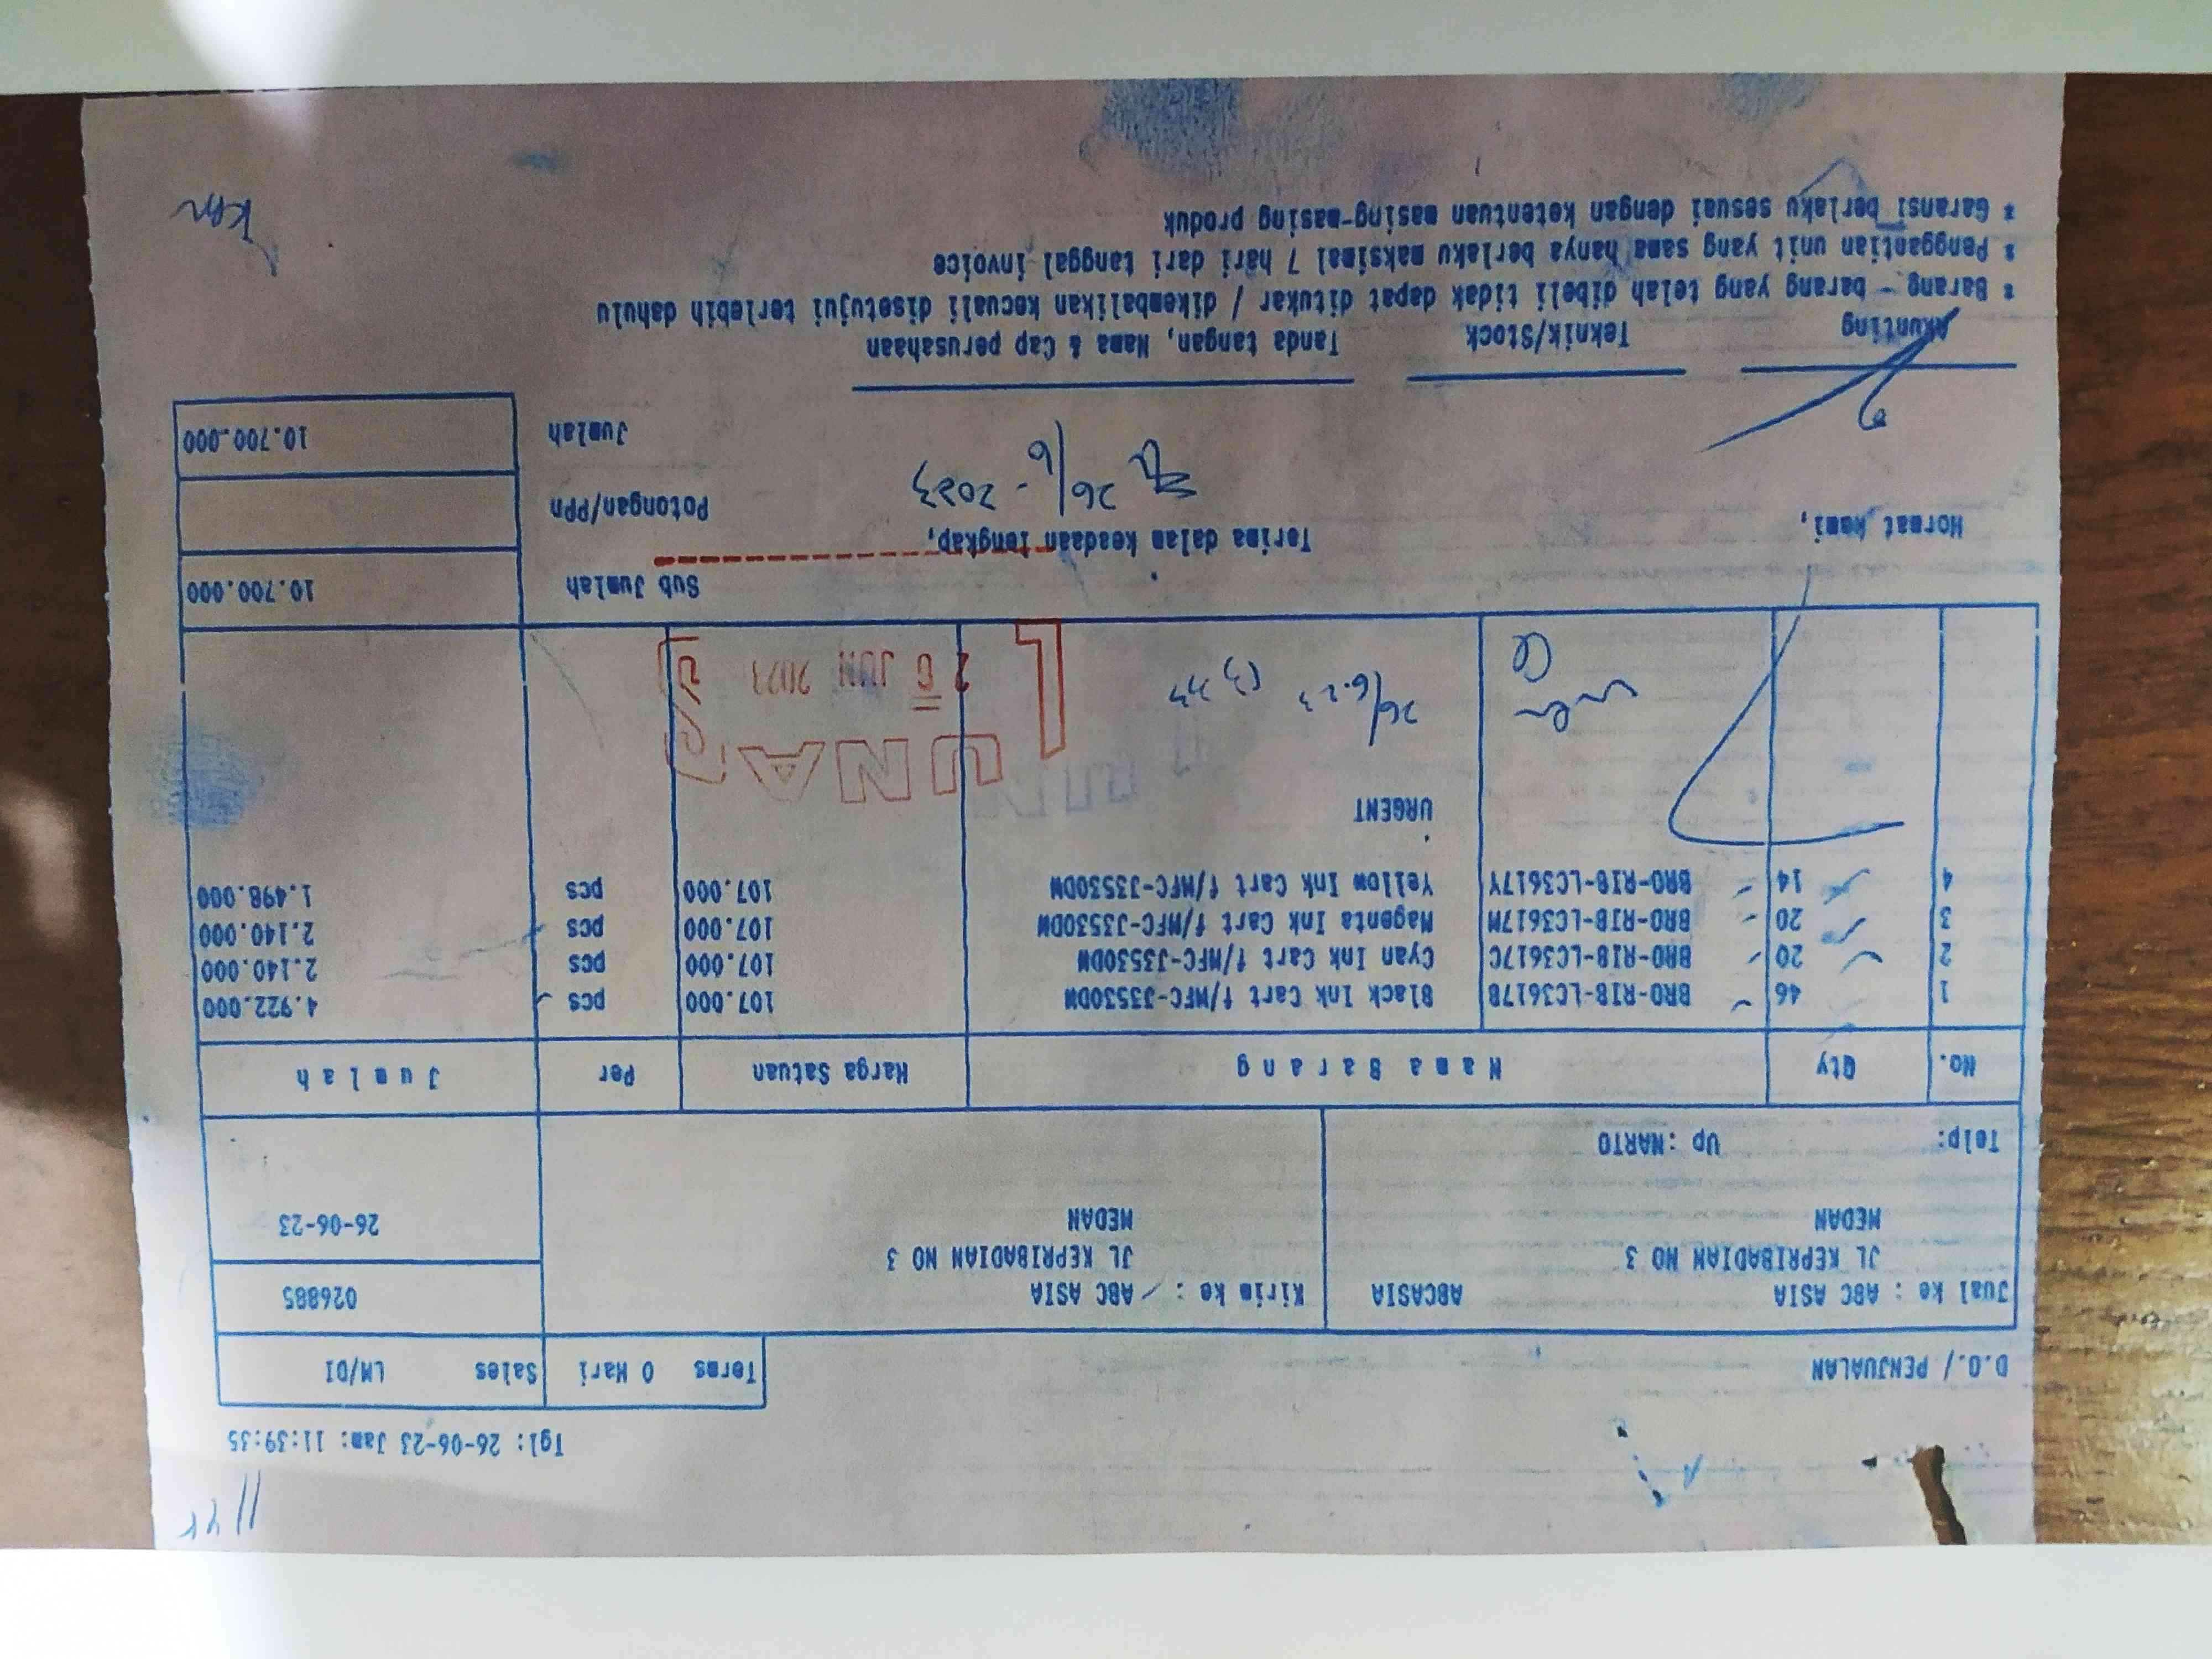 Tgl: 26-06-23 Jam: 11:39:35
D.O./ PENJUALAN
Terms 0 Hari Sales LM/DI
Jual ke : ABC ASIA ABCASIA Kirim ke : ABC ASIA 026885
JL KEPRIBADIAN NO 3 JL KEPRIBADIAN NO 3
MEDAN MEDAN 26-06-23
Telp: Up :NARTO
No. Qty Nama Barang Harga Satuan Per Jumlah
1 46 BRO-RIB-LC3617B Black Ink Cart f/MFC-J3530DW 107.000 pcs 4.922.000
2 20 BRO-RIB-LC3617C Cyan Ink Cart f/MFC-J3530DW 107.000 pcs 2.140.000
3 20 BRO-RIB-LC3617M Magenta Ink Cart f/MFC-J3530DW 107.000 pcs 2.140.000
4 14 BRO-RIB-LC3617Y Yellow Ink Cart f/MFC-J3530DW 107.000 pcs 1.498.000
URGENT
LUNAS
26/6.23
26 JUN 2023
Sub Jumlah 10.700.000
Hormat kami, Terima dalam keadaan lengkap,
Potongan/PPn
26/6 - 2023
Jumlah 10.700.000
Akunting Teknik/Stock Tanda tangan, Nama & Cap perusahaan
* Barang - barang yang telah dibeli tidak dapat ditukar / dikembalikan kecuali disetujui terlebih dahulu
* Penggantian unit yang sama hanya berlaku maksimal 7 hari dari tanggal invoice
* Garansi berlaku sesuai dengan ketentuan masing-masing produk